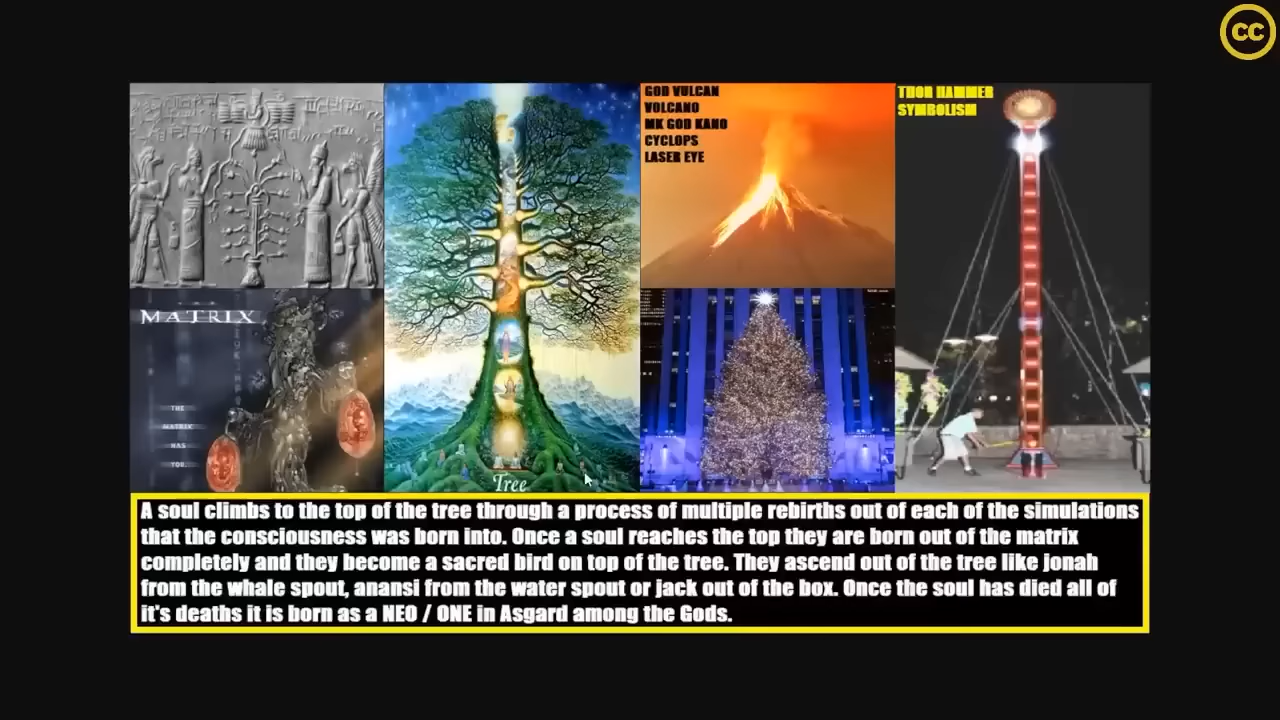 CC
GOD VULCAN
VOLCANO
MK GOD KANO
CYCLOPS
LASER EYE
THOR HAMMER
SYMBOLISM
MATRIX
THE
MATRIX
HAS
YOU.
Tree
A soul climbs to the top of the tree through a process of multiple rebirths out of each of the simulations
that the consciousness was born into. Once a soul reaches the top they are born out of the matrix
completely and they become a sacred bird on top of the tree. They ascend out of the tree like jonah
from the whale spout, anansi from the water spout or jack out of the box. Once the soul has died all of
it's deaths it is born as a NEO / ONE in Asgard among the Gods.